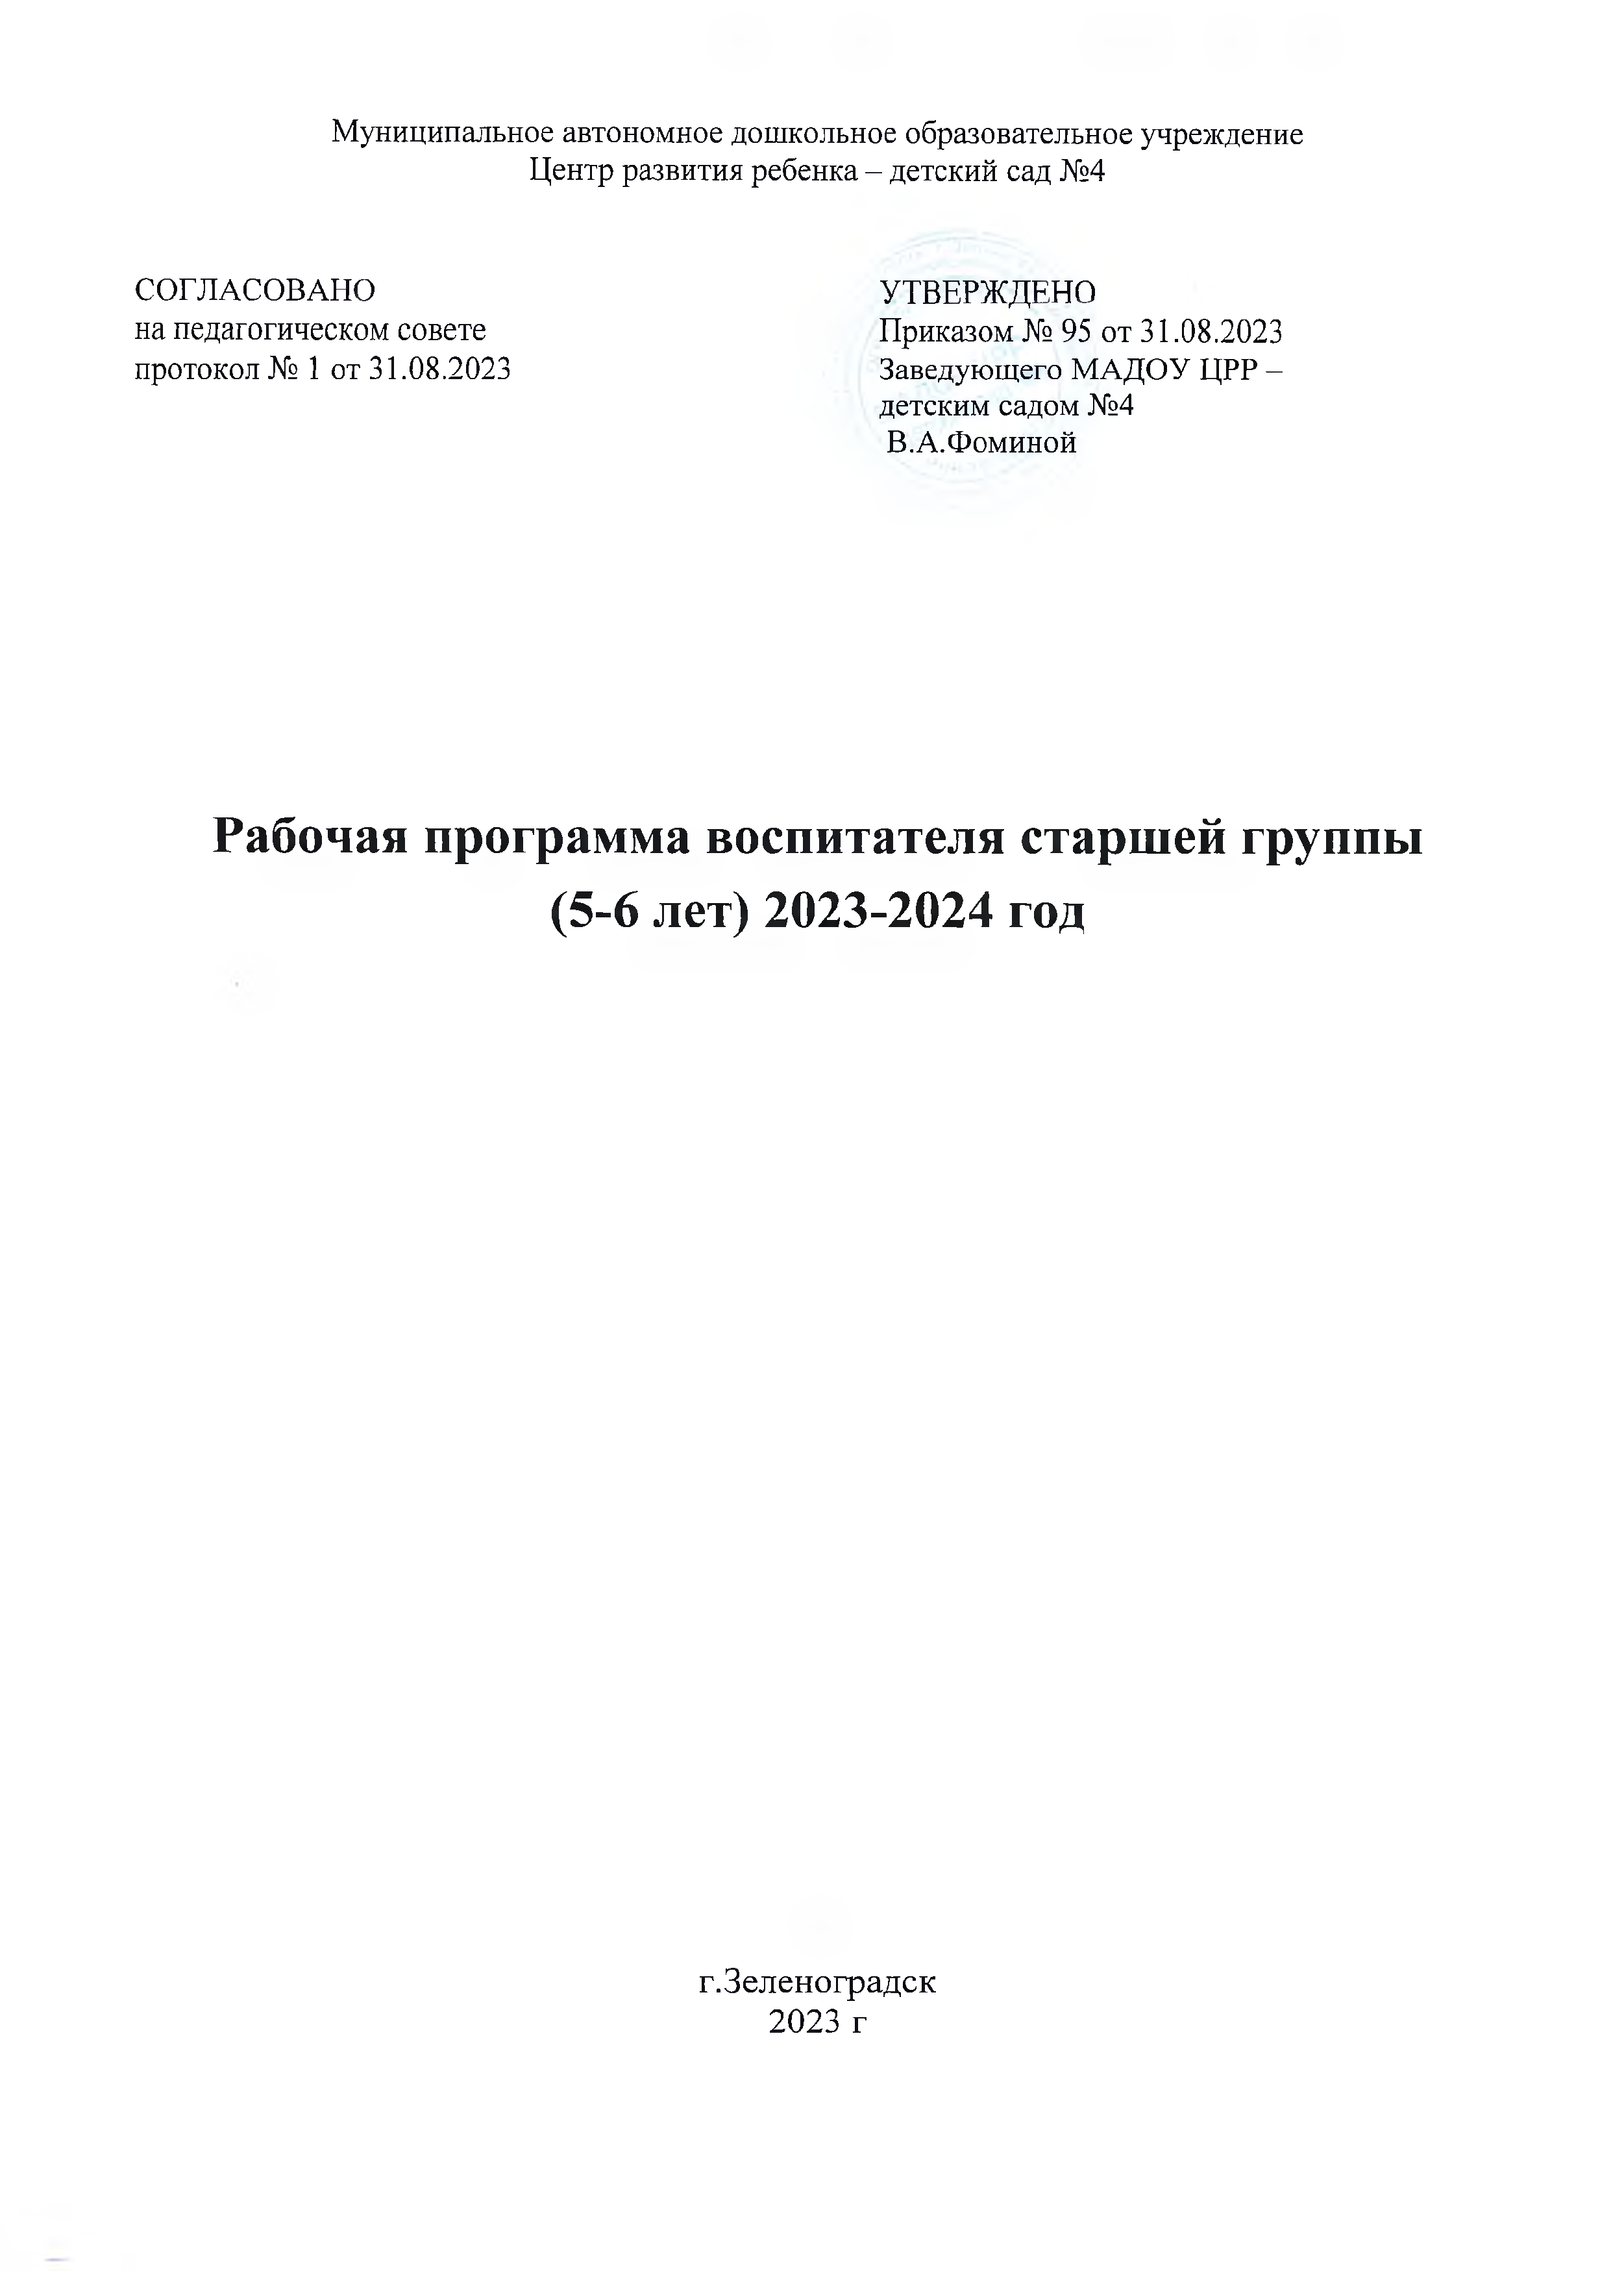 Муниципальное автономное дошкольное образовательное учреждение
Центр развития ребенка – детский сад №4
СОГЛАСОВАНО
на педагогическом совете
протокол № 1 от 31.08.2023
УТВЕРЖДЕНО
Приказом № 95 от 31.08.2023
Заведующего МАДОУ ЦРР –
детским садом №4
В.А.Фоминой
Рабочая программа воспитателя старшей группы
(5-6 лет) 2023-2024 год
г.Зеленоградск
2023 г